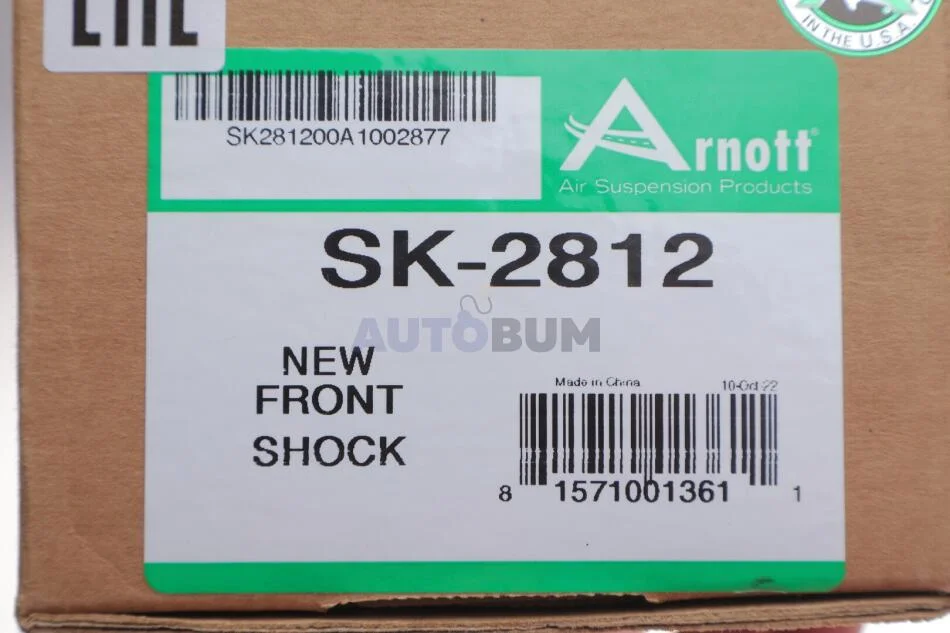 IN THE U.S.A.
SK281200A1002877
Arnott®
Air Suspension Products
SK-2812
AUTOBUM
NEW
FRONT
SHOCK
Made in China 10-Oct-22
8 1571001361 1